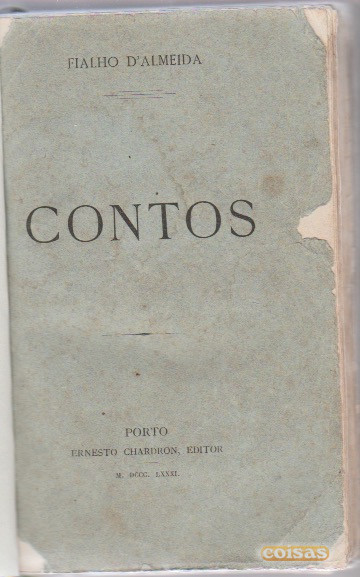 FIALHO D'ALMEIDA
CONTOS
PORTO
ERNESTO CHARDRON, EDITOR
M. DCCC. LXXXI.
coisas